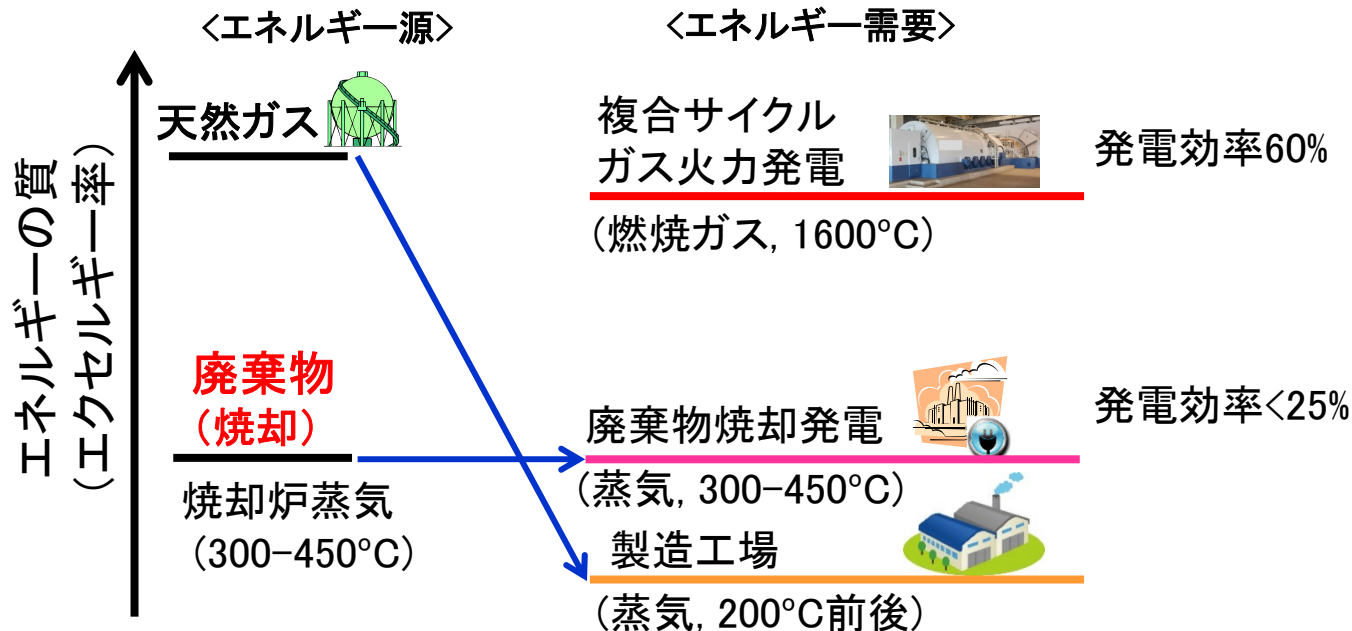 <エネルギー源>
<エネルギー需要>
エネルギーの質
(エクセルギー率)
天然ガス
複合サイクル
ガス火力発電
発電効率60%
(燃焼ガス, 1600°C)
廃棄物
(焼却)
廃棄物焼却発電
発電効率<25%
焼却炉蒸気
(300-450°C)
(蒸気, 300-450°C)
製造工場
(蒸気, 200°C前後)